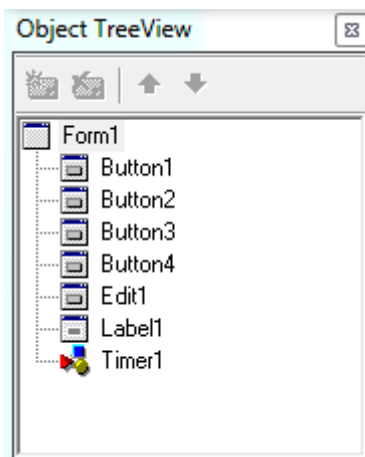 Object TreeView
Form1
Button1
Button2
Button3
Button4
Edit1
Label1
Timer1